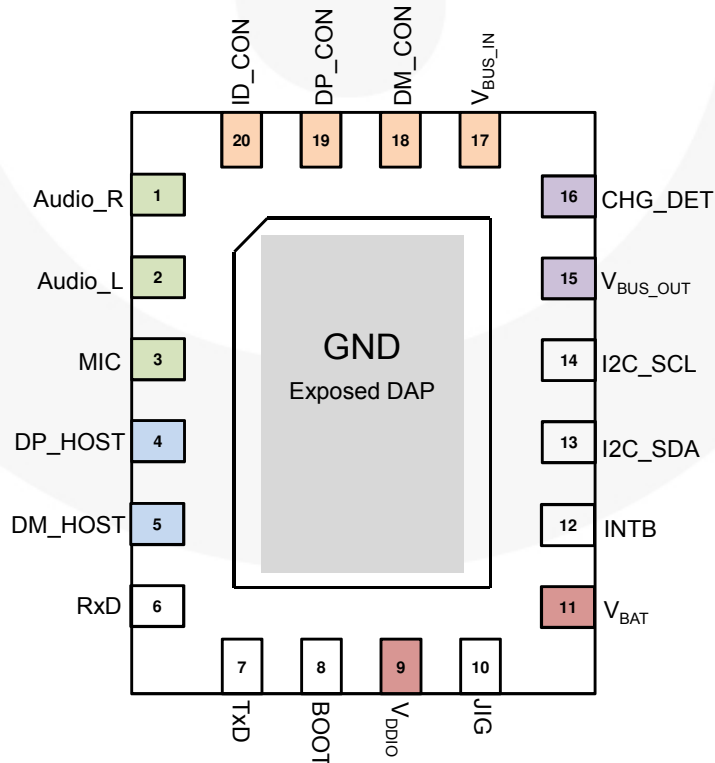 ID_CON
DP_CON
DM_CON
VBUS_IN
20
19
18
17
Audio_R
1
16
CHG_DET
Audio_L
2
15
VBUS_OUT
GND
Exposed DAP
MIC
3
14
I2C_SCL
DP_HOST
4
13
I2C_SDA
DM_HOST
5
12
INTB
RxD
6
11
VBAT
7
8
9
10
TxD
BOOT
VDDIO
JIG